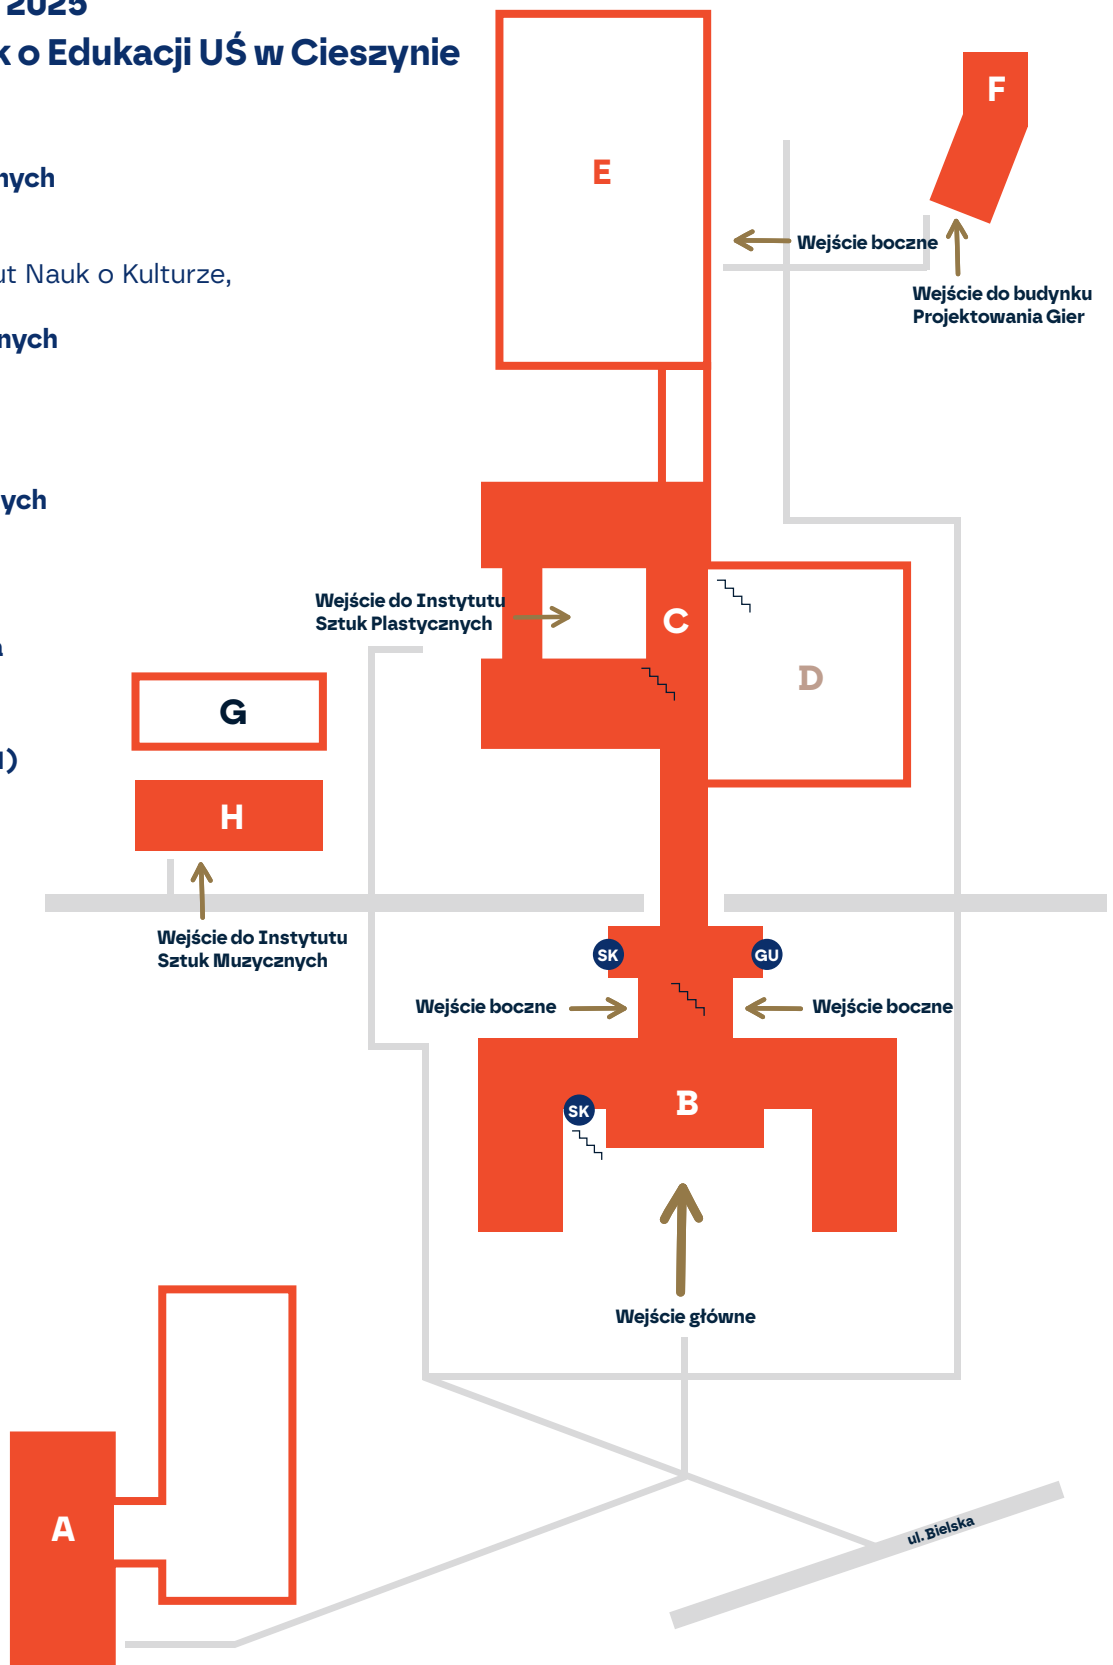 2025
k o Edukacji UŚ w Cieszynie
nych
ut Nauk o Kulturze,
nych
ych
a
I)
F
E
Wejście boczne
Wejście do budynku
Projektowania Gier
Wejście do Instytutu
Sztuk Plastycznych
C
D
G
H
Wejście do Instytutu
Sztuk Muzycznych
SK
GU
Wejście boczne
Wejście boczne
SK
B
Wejście główne
A
ul. Bielska